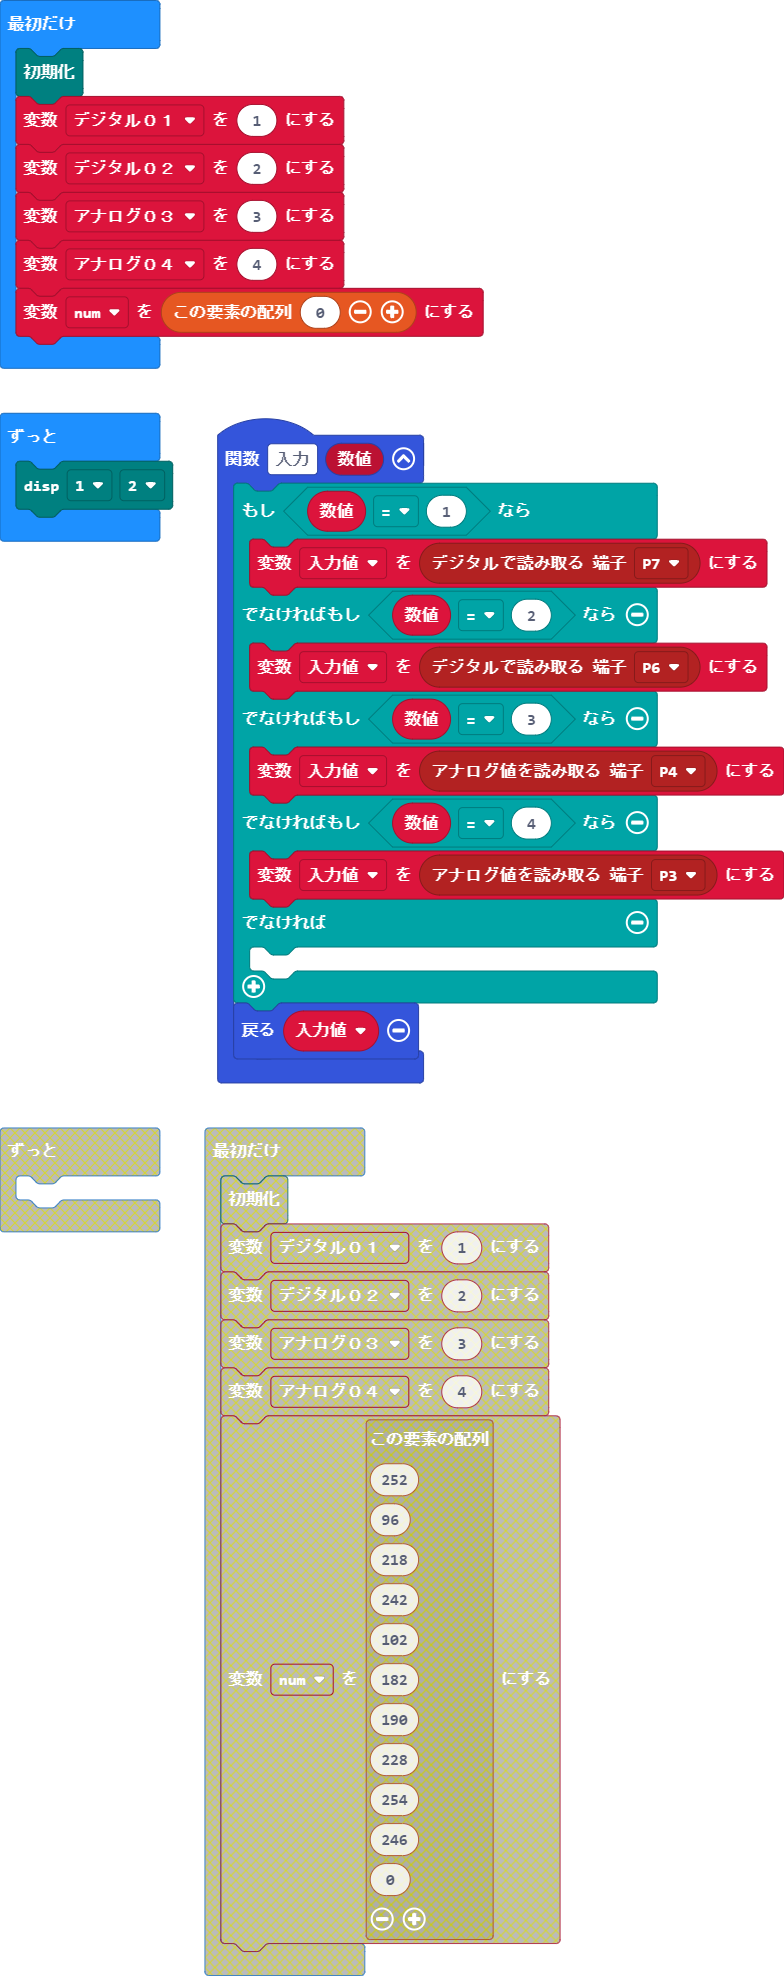 最初だけ
初期化
変数 デジタル01 を 1 にする
変数 デジタル02 を 2 にする
変数 アナログ03 を 3 にする
変数 アナログ04 を 4 にする
変数 num を この要素の配列 0 にする
ずっと
disp 1 2
関数 入力 数値
もし 数値 = 1 なら
変数 入力値 を デジタルで読み取る 端子 P7 にする
でなければもし 数値 = 2 なら
変数 入力値 を デジタルで読み取る 端子 P6 にする
でなければもし 数値 = 3 なら
変数 入力値 を アナログ値を読み取る 端子 P4 にする
でなければもし 数値 = 4 なら
変数 入力値 を アナログ値を読み取る 端子 P3 にする
でなければ
戻る 入力値
ずっと
最初だけ
初期化
変数 デジタル01 を 1 にする
変数 デジタル02 を 2 にする
変数 アナログ03 を 3 にする
変数 アナログ04 を 4 にする
この要素の配列
252
96
218
242
102
変数 num を 182 にする
190
228
254
246
0